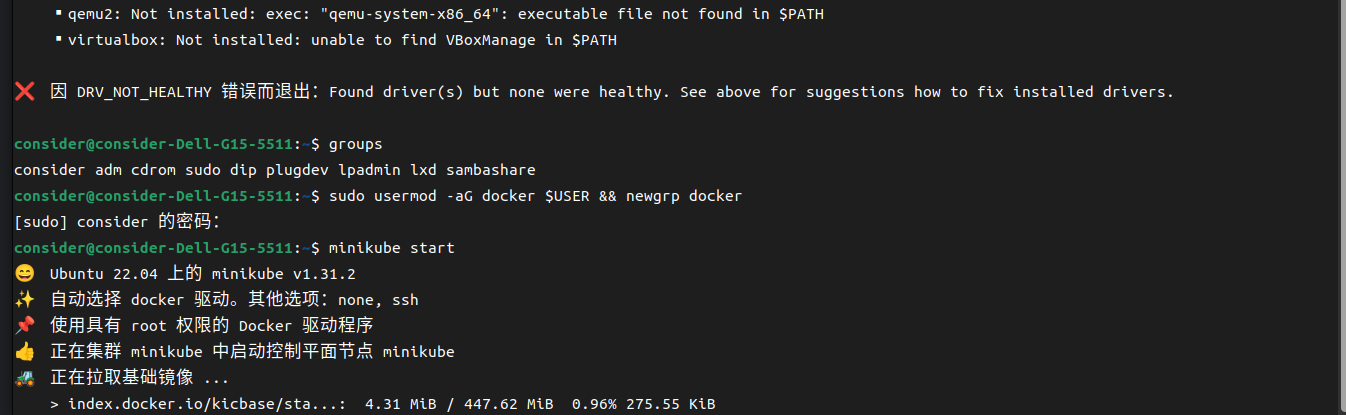 ▪ qemu2: Not installed: exec: "qemu-system-x86_64": executable file not found in $PATH
▪ virtualbox: Not installed: unable to find VBoxManage in $PATH
❌ 因 DRV_NOT_HEALTHY 错误而退出：Found driver(s) but none were healthy. See above for suggestions how to fix installed drivers.
consider@consider-Dell-G15-5511:~$ groups
consider adm cdrom sudo dip plugdev lpadmin lxd sambashare
consider@consider-Dell-G15-5511:~$ sudo usermod -aG docker $USER && newgrp docker
[sudo] consider 的密码：
consider@consider-Dell-G15-5511:~$ minikube start
😄 Ubuntu 22.04 上的 minikube v1.31.2
✨ 自动选择 docker 驱动。其他选项：none, ssh
📌 使用具有 root 权限的 Docker 驱动程序
👍 正在集群 minikube 中启动控制平面节点 minikube
🚜 正在拉取基础镜像 ...
> index.docker.io/kicbase/sta...: 4.31 MiB / 447.62 MiB 0.96% 275.55 KiB